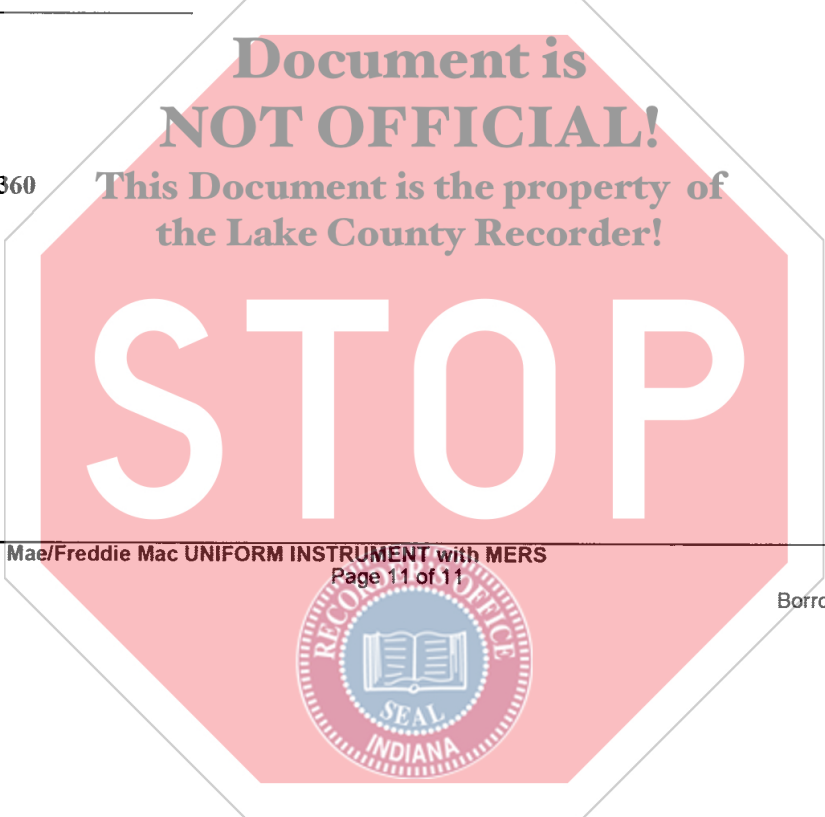 Document is
NOT OFFICIAL!
360
This Document is the property of
the Lake County Recorder!
STOP
Mae/Freddie Mac UNIFORM INSTRUMENT with MERS
Page 11 of 11
Borro
RECORDER'S OFFICE
SEAL
INDIANA